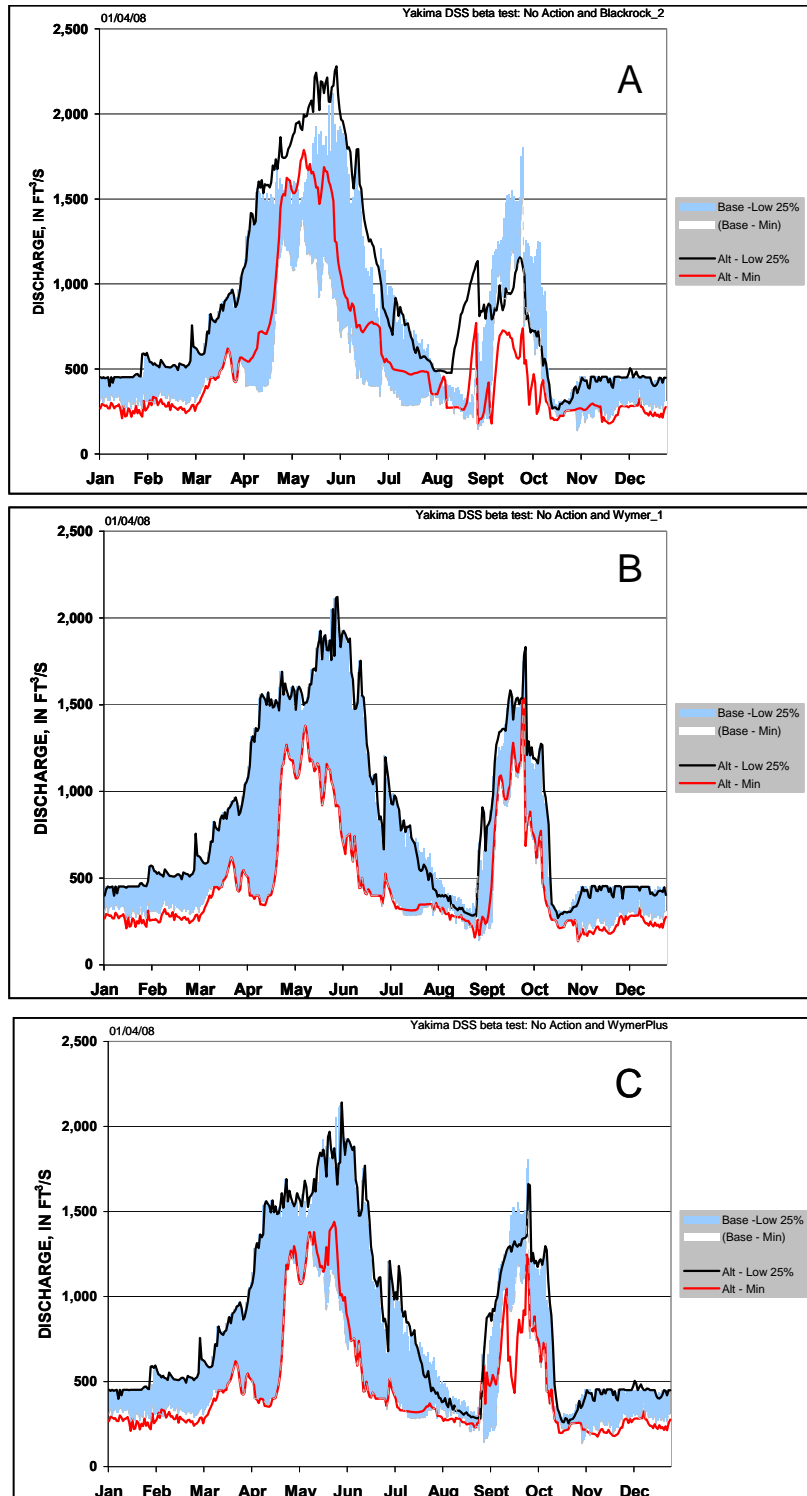 01/04/08
Yakima DSS beta test: No Action and Blackrock_2
A
2,500
2,000
1,500
1,000
500
0
DISCHARGE, IN FT³/S
Jan Feb Mar Apr May Jun Jul Aug Sept Oct Nov Dec
Base -Low 25%
(Base - Min)
Alt - Low 25%
Alt - Min
01/04/08
Yakima DSS beta test: No Action and Wymer_1
B
2,500
2,000
1,500
1,000
500
0
DISCHARGE, IN FT³/S
Jan Feb Mar Apr May Jun Jul Aug Sept Oct Nov Dec
Base -Low 25%
(Base - Min)
Alt - Low 25%
Alt - Min
01/04/08
Yakima DSS beta test: No Action and WymerPlus
C
2,500
2,000
1,500
1,000
500
0
DISCHARGE, IN FT³/S
Jan Feb Mar Apr May Jun Jul Aug Sept Oct Nov Dec
Base -Low 25%
(Base - Min)
Alt - Low 25%
Alt - Min